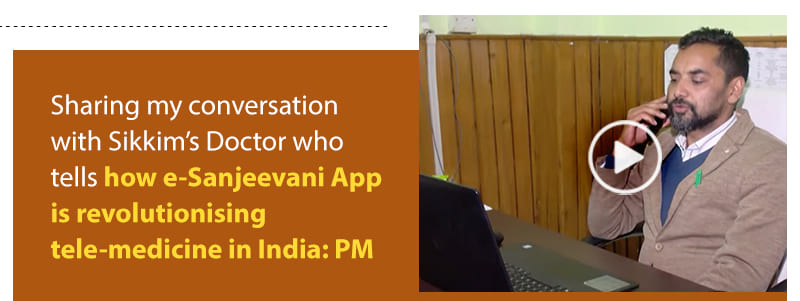 Sharing my conversation
with Sikkim’s Doctor who
tells how e-Sanjeevani App
is revolutionising
tele-medicine in India: PM